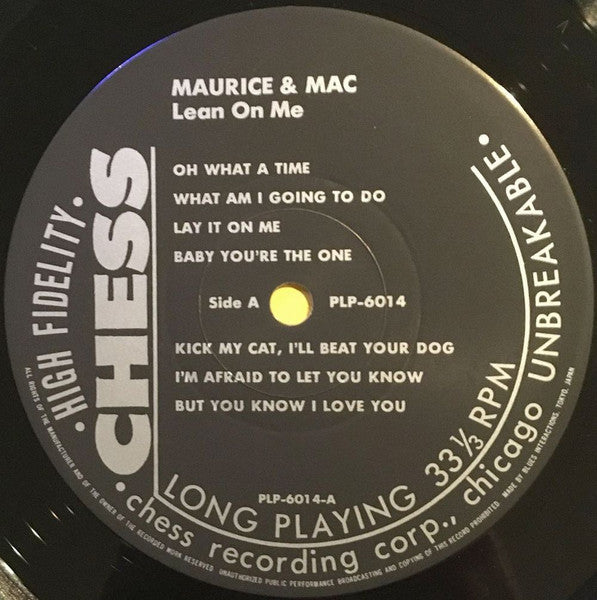 MAURICE & MAC
Lean On Me
OH WHAT A TIME
WHAT AM I GOING TO DO
LAY IT ON ME
BABY YOU'RE THE ONE
Side A PLP-6014
KICK MY CAT, I'LL BEAT YOUR DOG
I'M AFRAID TO LET YOU KNOW
BUT YOU KNOW I LOVE YOU
PLP-6014-A
• HIGH FIDELITY •
CHESS
LONG PLAYING 33⅓ RPM
• chess recording corp., chicago UNBREAKABLE •
ALL RIGHTS OF THE MANUFACTURER AND OF THE OWNER OF THE RECORDED WORK RESERVED. UNAUTHORIZED PUBLIC PERFORMANCE BROADCASTING AND COPYING OF THIS RECORD PROHIBITED. MADE BY BLUES INTERACTIONS, TOKYO, JAPAN